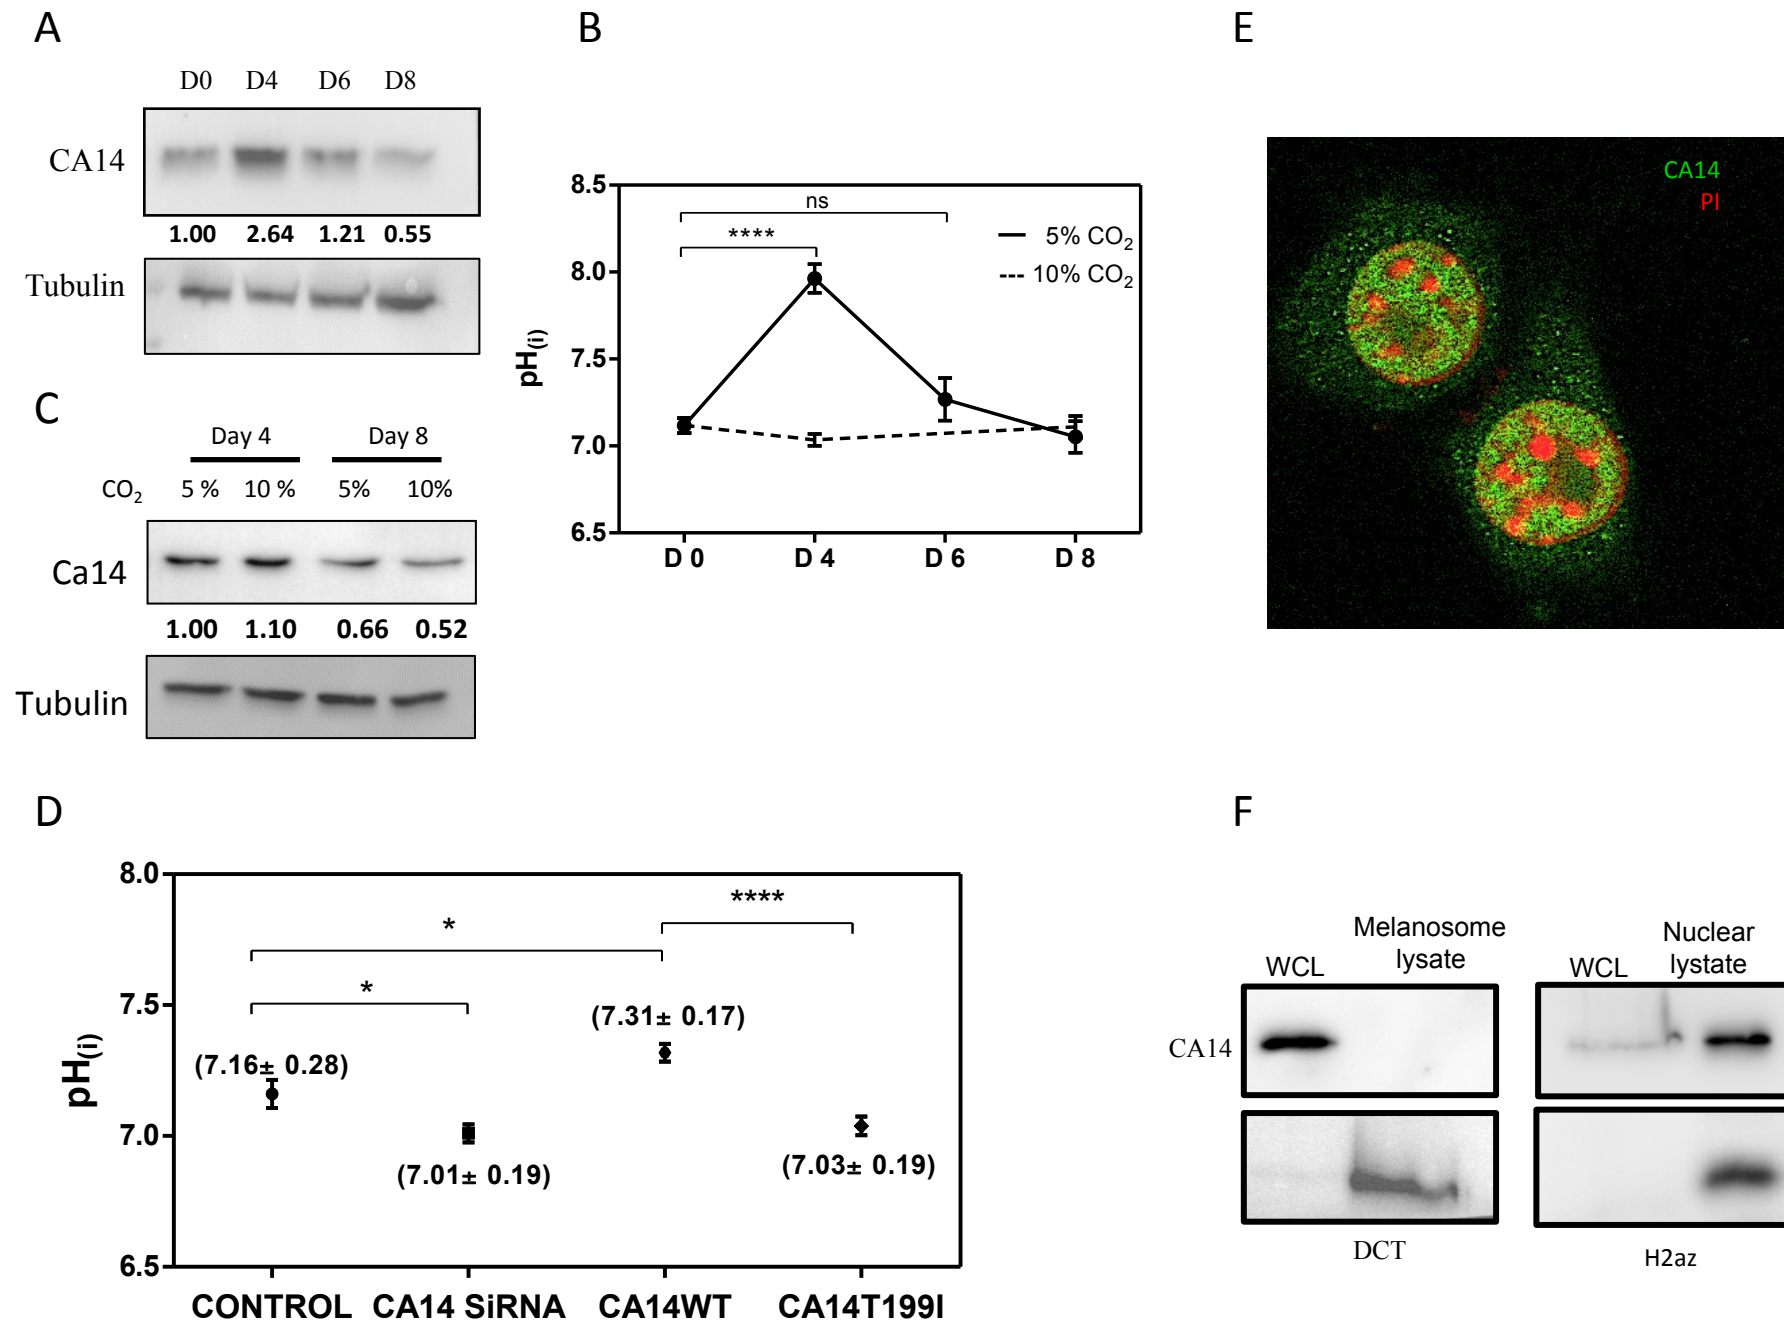 A
D0 D4 D6 D8
CA14
1.00 2.64 1.21 0.55
Tubulin
B
8.5
8.0
7.5
7.0
6.5
pH(i)
ns
****
5% CO2
10% CO2
D 0 D 4 D 6 D 8
C
Day 4 Day 8
CO2 5 % 10 % 5% 10%
Ca14
1.00 1.10 0.66 0.52
Tubulin
D
8.0
7.5
7.0
6.5
pH(i)
****
*
*
(7.16± 0.28)
(7.01± 0.19)
(7.31± 0.17)
(7.03± 0.19)
CONTROL CA14 SiRNA CA14WT CA14T199I
E
CA14
PI
F
WCL
Melanosome
lysate
WCL
Nuclear
lystate
CA14
DCT
H2az